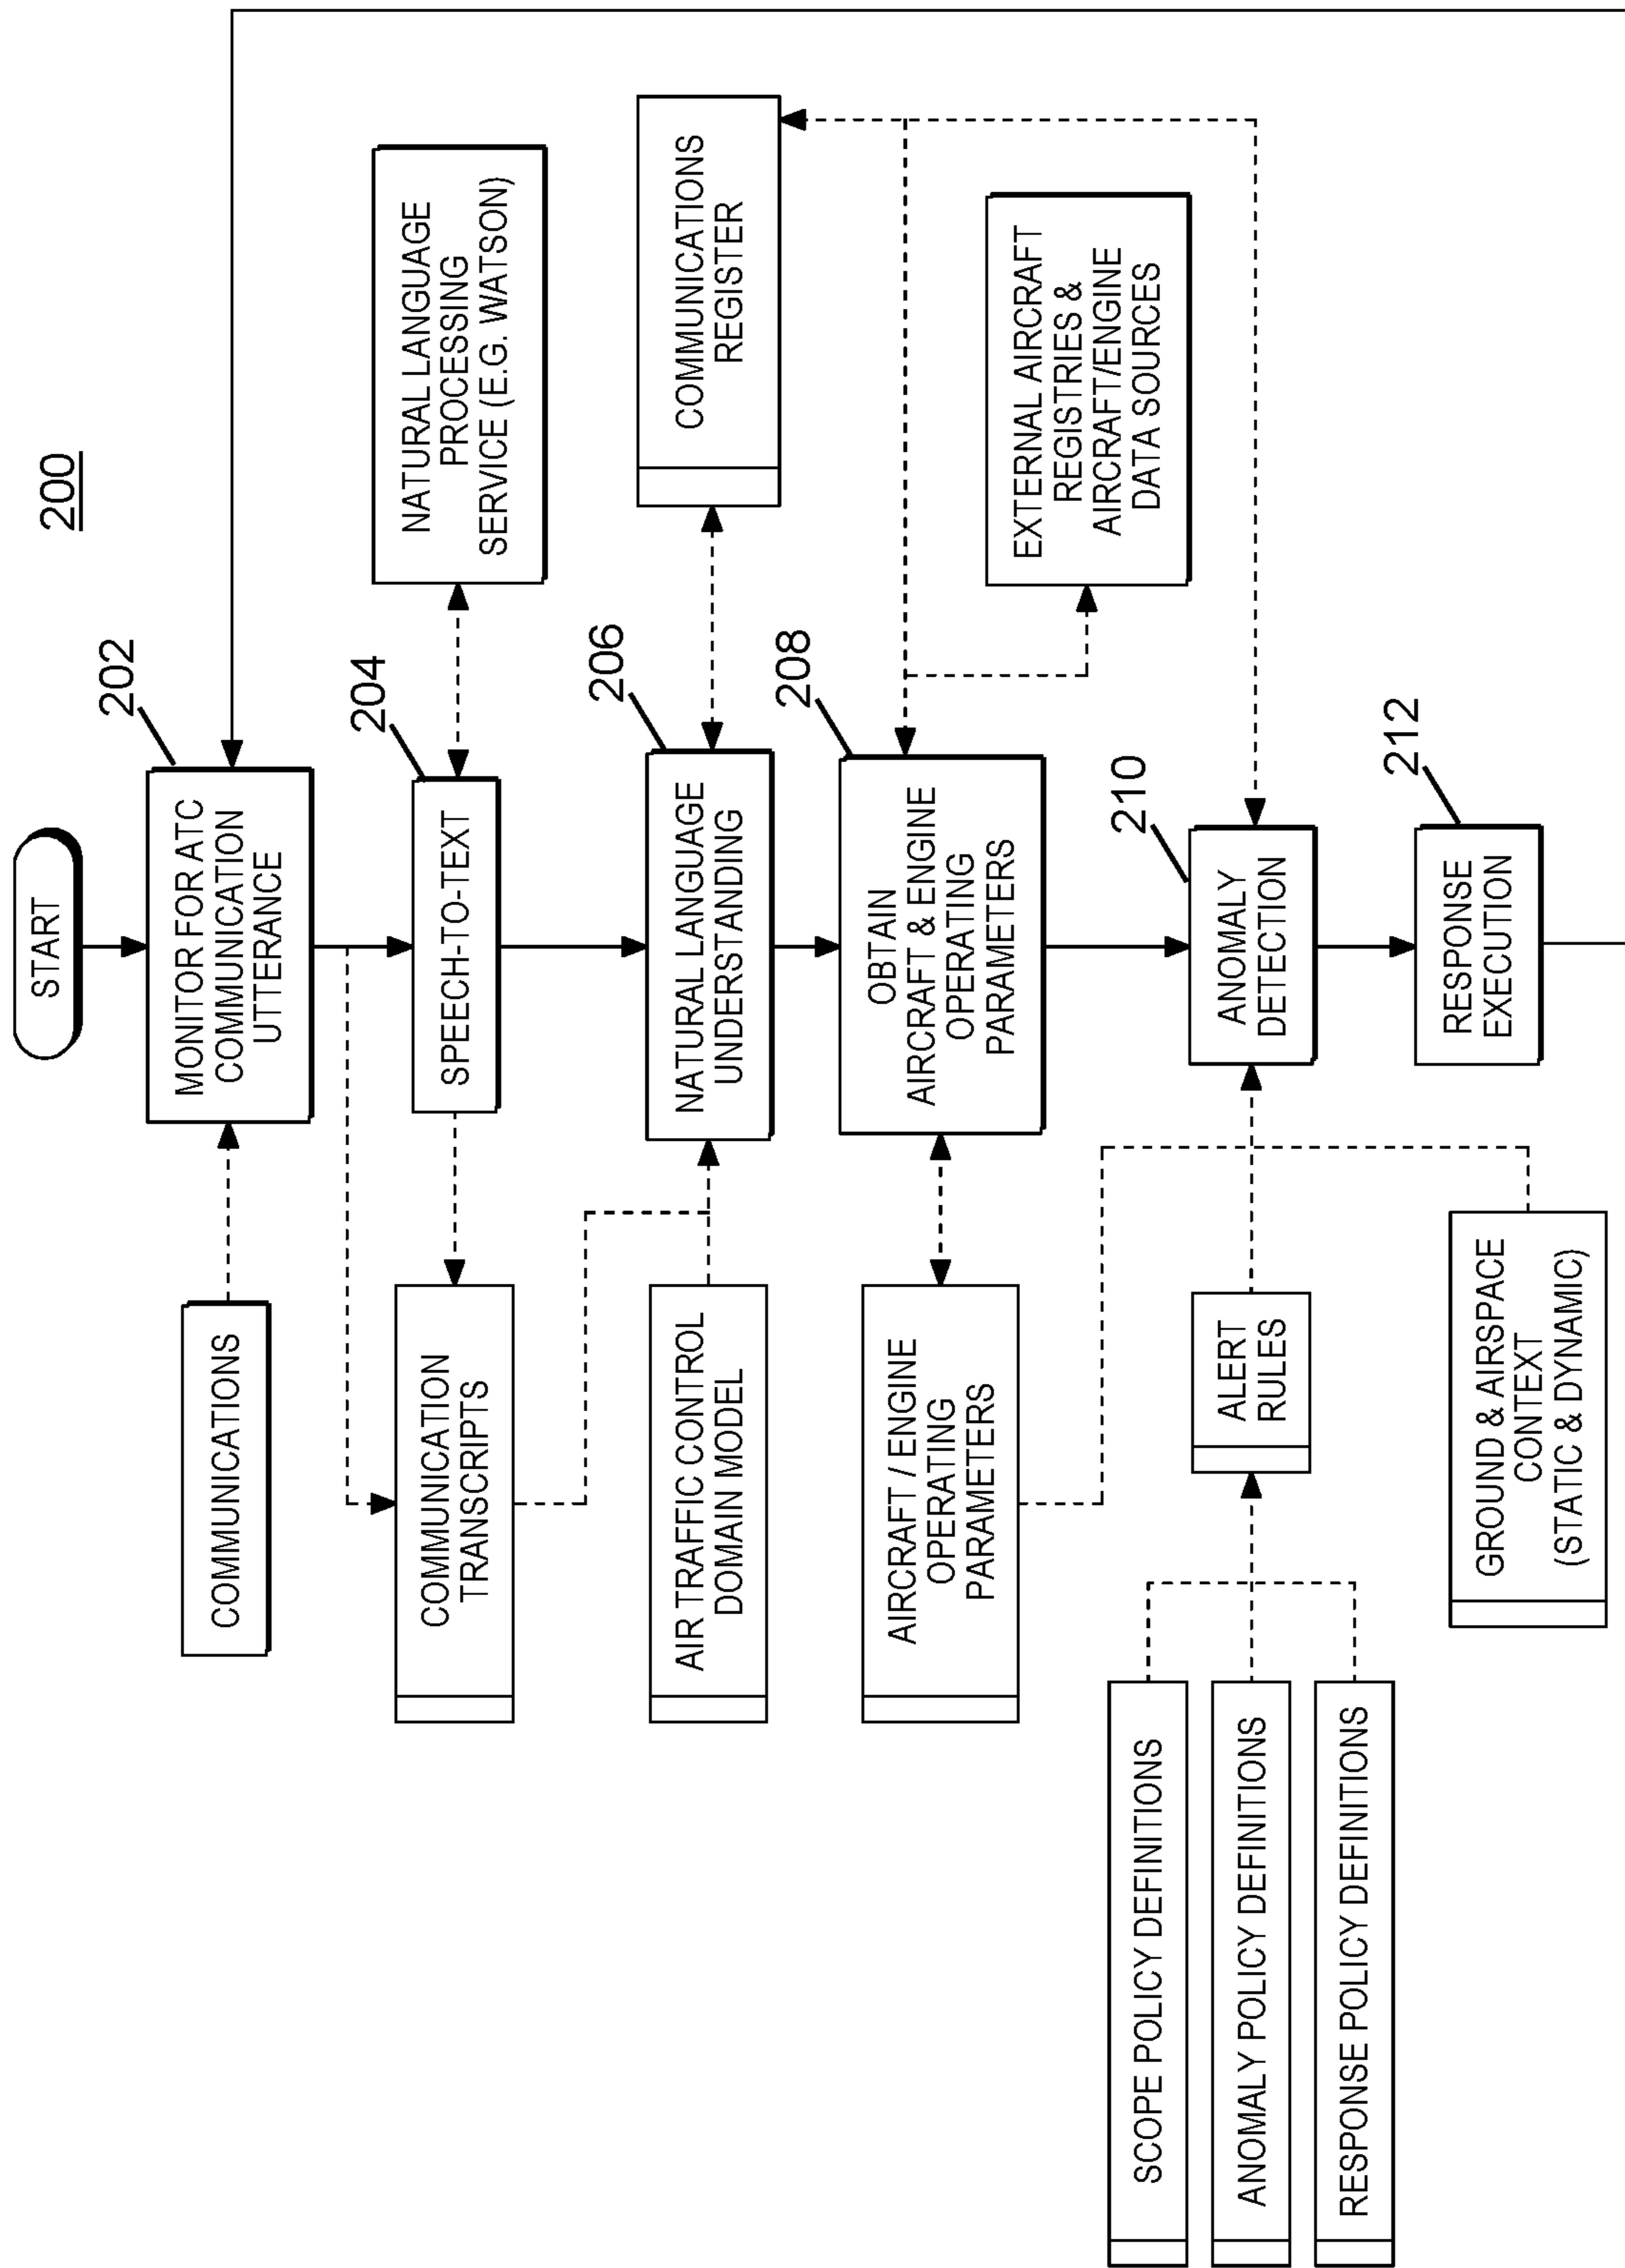 200
START
202
MONITOR FOR ATC
COMMUNICATION
UTTERANCE
COMMUNICATIONS
204
SPEECH-TO-TEXT
NATURAL LANGUAGE
PROCESSING
SERVICE (E.G. WATSON)
COMMUNICATION
TRANSCRIPTS
206
NATURAL LANGUAGE
UNDERSTANDING
COMMUNICATIONS
REGISTER
AIR TRAFFIC CONTROL
DOMAIN MODEL
208
OBTAIN
AIRCRAFT & ENGINE
OPERATING
PARAMETERS
AIRCRAFT / ENGINE
OPERATING
PARAMETERS
EXTERNAL AIRCRAFT
REGISTRIES &
AIRCRAFT/ENGINE
DATA SOURCES
210
ANOMALY
DETECTION
ALERT
RULES
SCOPE POLICY DEFINITIONS
ANOMALY POLICY DEFINITIONS
RESPONSE POLICY DEFINITIONS
212
RESPONSE
EXECUTION
GROUND & AIRSPACE
CONTEXT
(STATIC & DYNAMIC)